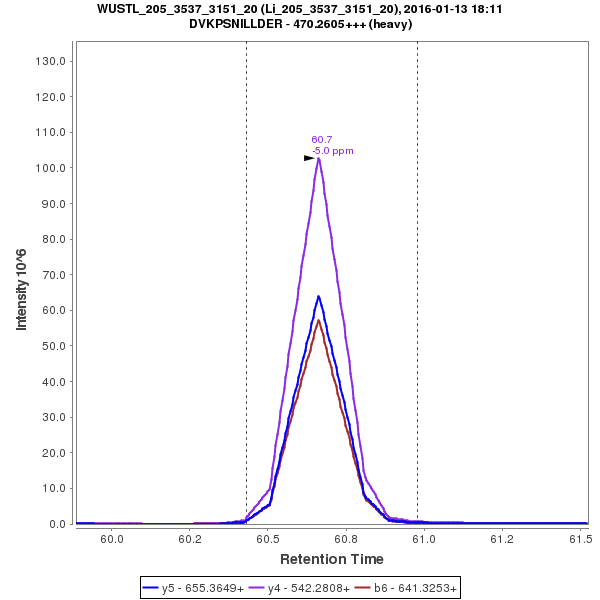 WUSTL_205_3537_3151_20 (Li_205_3537_3151_20), 2016-01-13 18:11
DVKPSNILLDER - 470.2605+++ (heavy)
130.0
120.0
110.0
100.0
90.0
80.0
70.0
60.0
50.0
40.0
30.0
20.0
10.0
0.0
Intensity 10^6
60.7
-5.0 ppm
60.0
60.2
60.5
60.8
61.0
61.2
61.5
Retention Time
y5 - 655.3649+
y4 - 542.2808+
b6 - 641.3253+